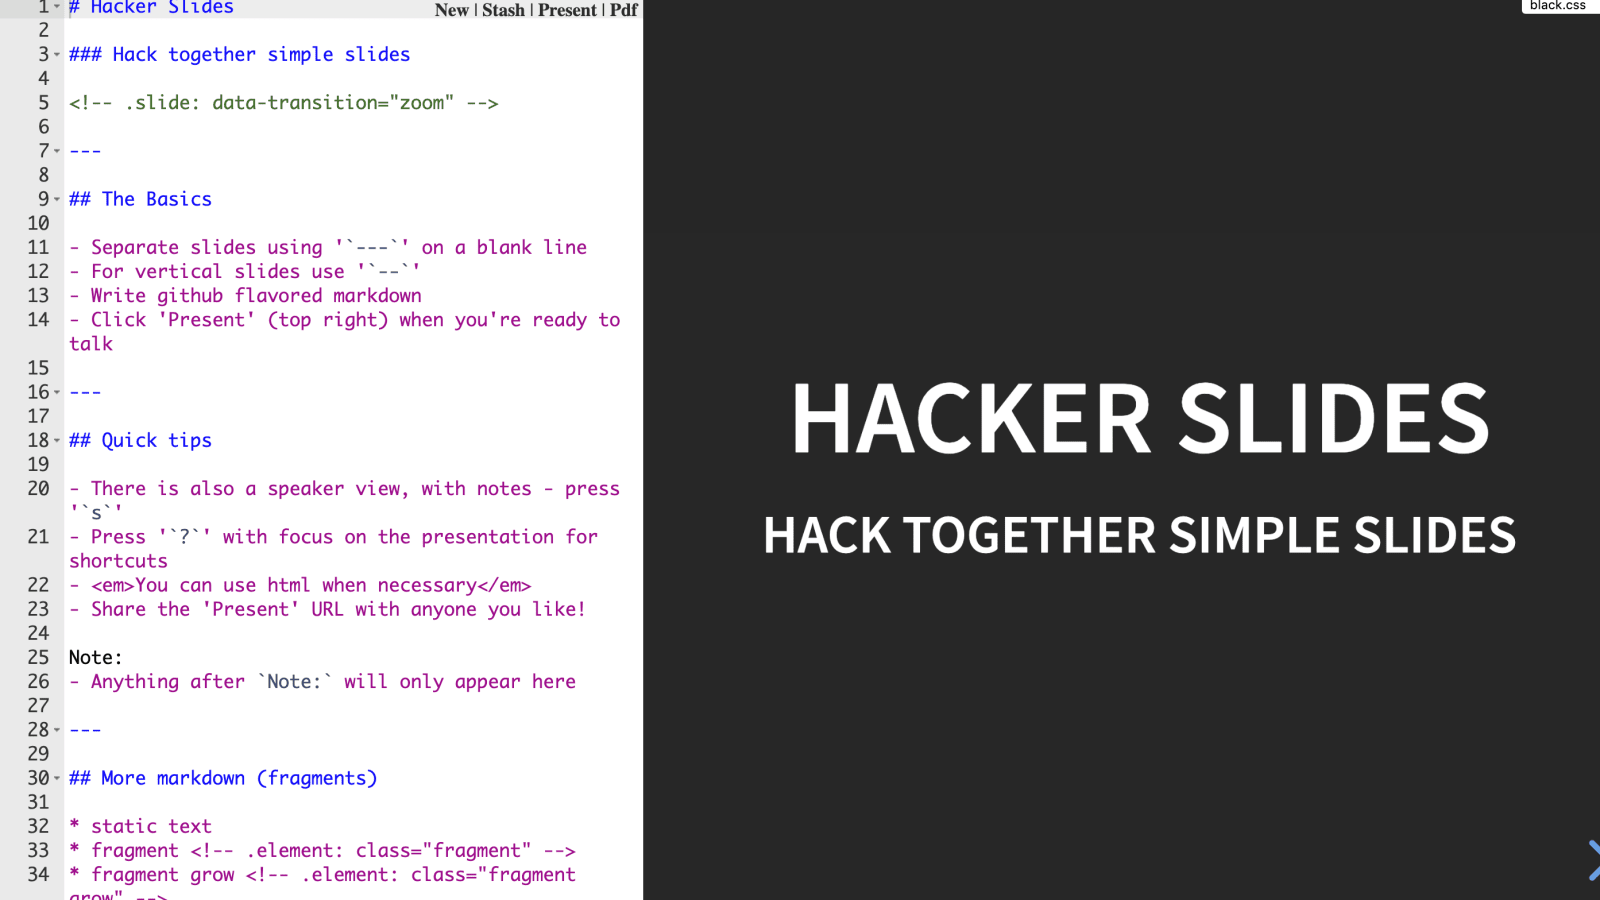 1 # Hacker Slides
New | Stash | Present | Pdf
2
3 ### Hack together simple slides
4
5 <!-- .slide: data-transition="zoom" -->
6
7 ---
8
9 ## The Basics
10
11 - Separate slides using '`---`' on a blank line
12 - For vertical slides use '`--`'
13 - Write github flavored markdown
14 - Click 'Present' (top right) when you're ready to
talk
15
16 ---
17
18 ## Quick tips
19
20 - There is also a speaker view, with notes - press
'`s`'
21 - Press '`?`' with focus on the presentation for
shortcuts
22 - <em>You can use html when necessary</em>
23 - Share the 'Present' URL with anyone you like!
24
25 Note:
26 - Anything after `Note:` will only appear here
27
28 ---
29
30 ## More markdown (fragments)
31
32 * static text
33 * fragment <!-- .element: class="fragment" -->
34 * fragment grow <!-- .element: class="fragment
grow" -->
black.css
HACKER SLIDES
HACK TOGETHER SIMPLE SLIDES